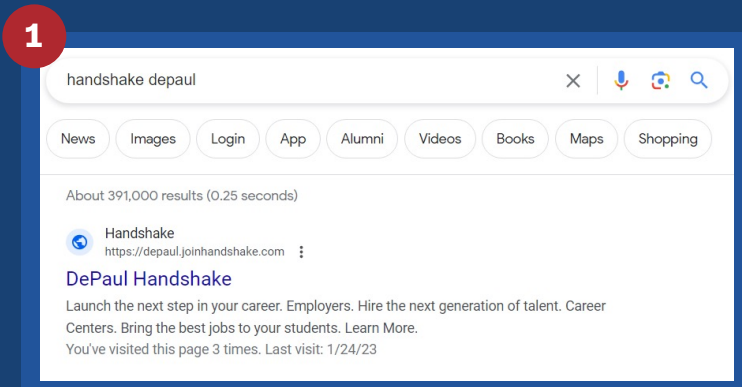 1
handshake depaul
News Images Login App Alumni Videos Books Maps Shopping
About 391,000 results (0.25 seconds)
Handshake
https://depaul.joinhandshake.com
DePaul Handshake
Launch the next step in your career. Employers. Hire the next generation of talent. Career
Centers. Bring the best jobs to your students. Learn More.
You've visited this page 3 times. Last visit: 1/24/23